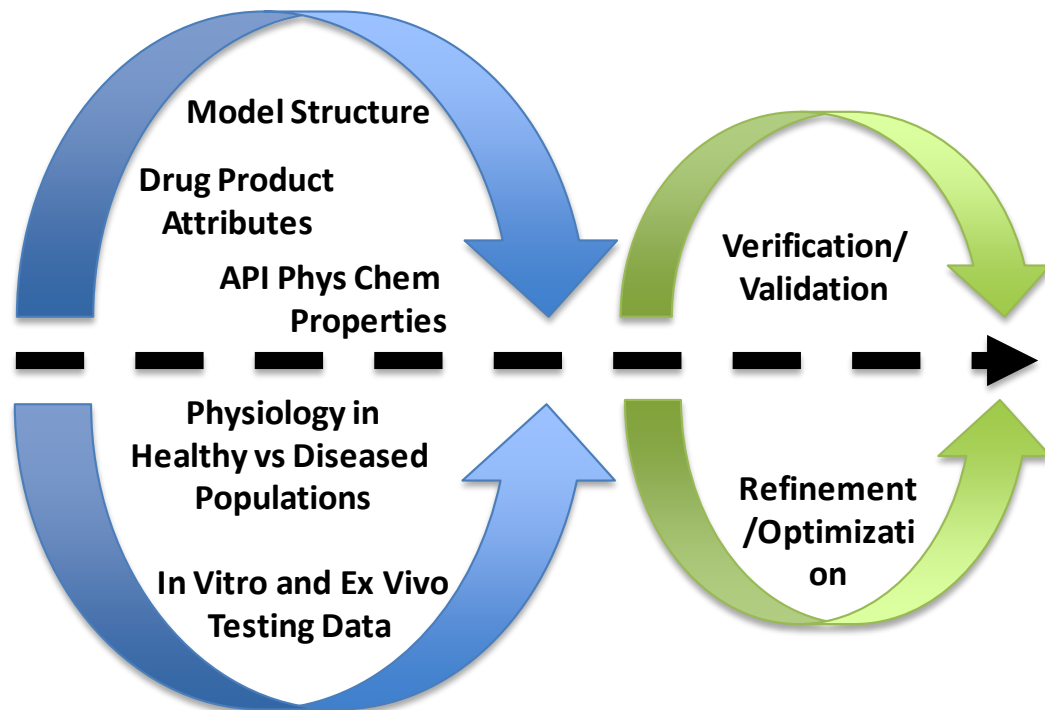 Model Structure
Drug Product
Attributes
API Phys Chem
Properties
Physiology in
Healthy vs Diseased
Populations
In Vitro and Ex Vivo
Testing Data
Verification/
Validation
Refinement
/Optimizati
on